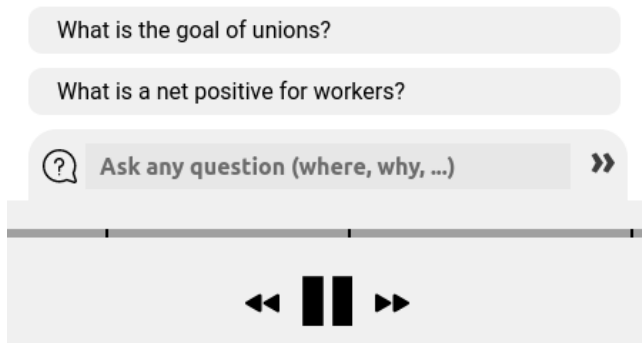 What is the goal of unions?
What is a net positive for workers?
Ask any question (where, why, ...)